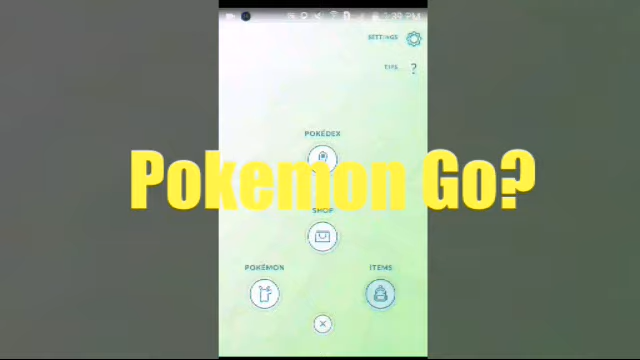 SETTINGS
TIPS
?
POKÉDEX
Pokemon Go?
SHOP
POKÉMON
ITEMS